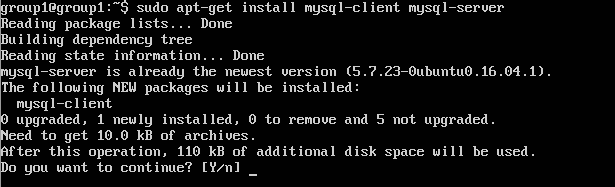 group1@group1:~$ sudo apt-get install mysql-client mysql-server
Reading package lists... Done
Building dependency tree
Reading state information... Done
mysql-server is already the newest version (5.7.23-0ubuntu0.16.04.1).
The following NEW packages will be installed:
  mysql-client
0 upgraded, 1 newly installed, 0 to remove and 5 not upgraded.
Need to get 10.0 kB of archives.
After this operation, 110 kB of additional disk space will be used.
Do you want to continue? [Y/n] _